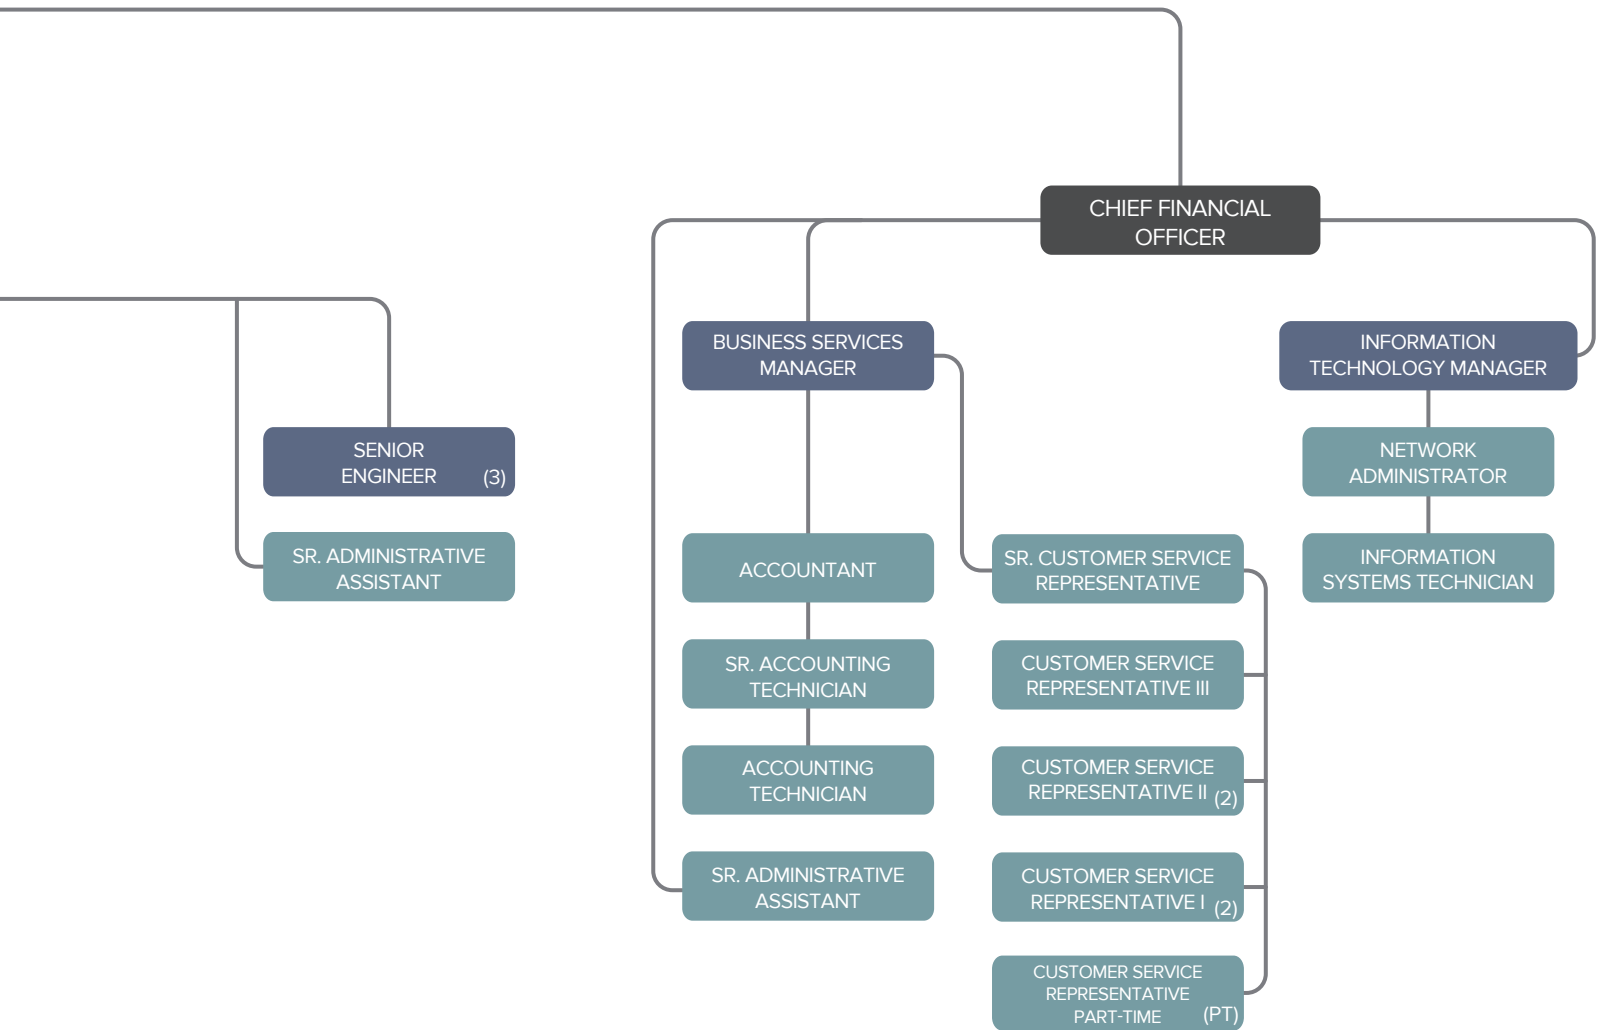 CHIEF FINANCIAL
OFFICER
BUSINESS SERVICES
MANAGER
INFORMATION
TECHNOLOGY MANAGER
SENIOR
ENGINEER (3)
NETWORK
ADMINISTRATOR
SR. ADMINISTRATIVE
ASSISTANT
ACCOUNTANT
SR. CUSTOMER SERVICE
REPRESENTATIVE
INFORMATION
SYSTEMS TECHNICIAN
SR. ACCOUNTING
TECHNICIAN
CUSTOMER SERVICE
REPRESENTATIVE III
ACCOUNTING
TECHNICIAN
CUSTOMER SERVICE
REPRESENTATIVE II (2)
SR. ADMINISTRATIVE
ASSISTANT
CUSTOMER SERVICE
REPRESENTATIVE I (2)
CUSTOMER SERVICE
REPRESENTATIVE
PART-TIME (PT)